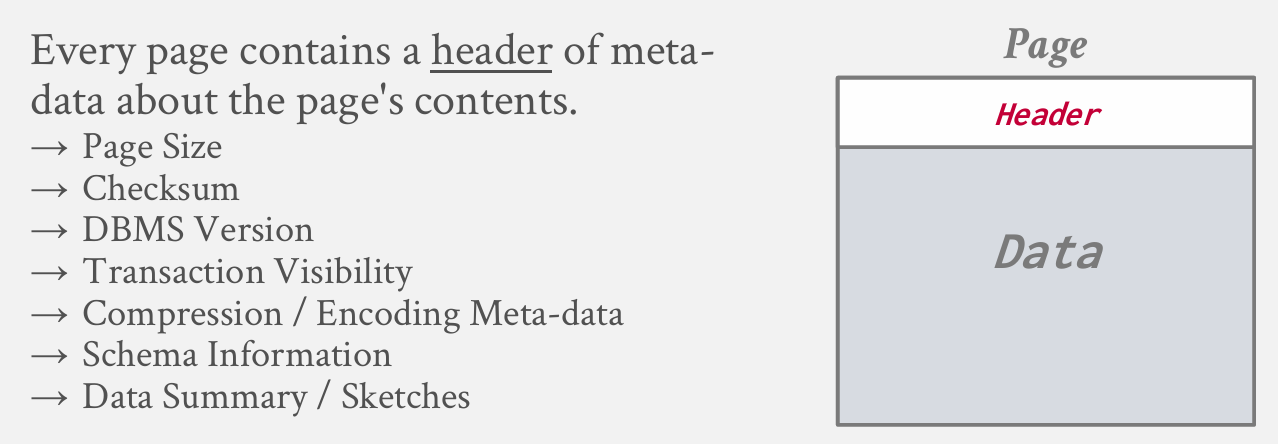 Every page contains a header of meta-
data about the page's contents.
→ Page Size
→ Checksum
→ DBMS Version
→ Transaction Visibility
→ Compression / Encoding Meta-data
→ Schema Information
→ Data Summary / Sketches
Page
Header
Data